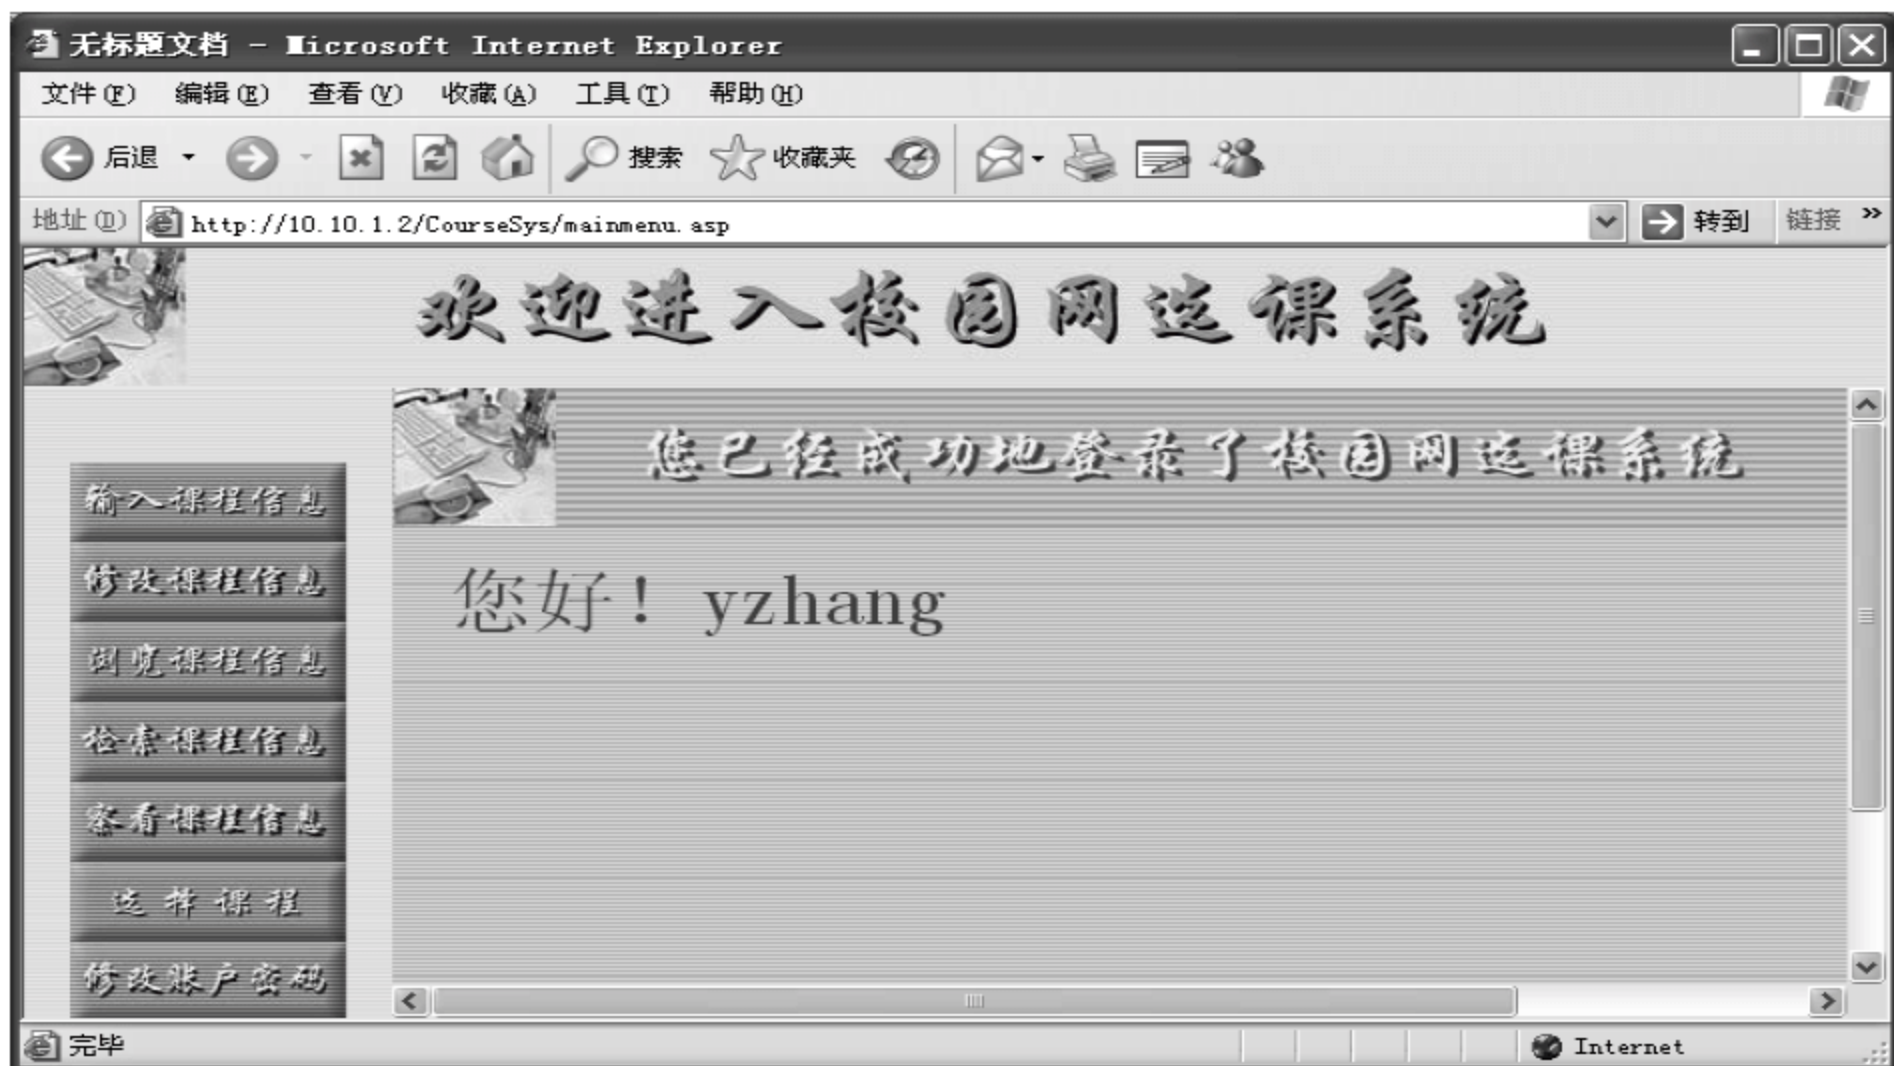 无标题文档 - Microsoft Internet Explorer
文件(F) 编辑(E) 查看(V) 收藏(A) 工具(T) 帮助(H)
后退 搜索 收藏夹
地址(D) http://10.10.1.2/CourseSys/mainmenu.asp 转到 链接 »
欢迎进入校园网选课系统
您已经成功地登录了校园网选课系统
输入课程信息
您好！yzhang
修改课程信息
浏览课程信息
检索课程信息
察看课程信息
选择课程
修改账户密码
完毕 Internet